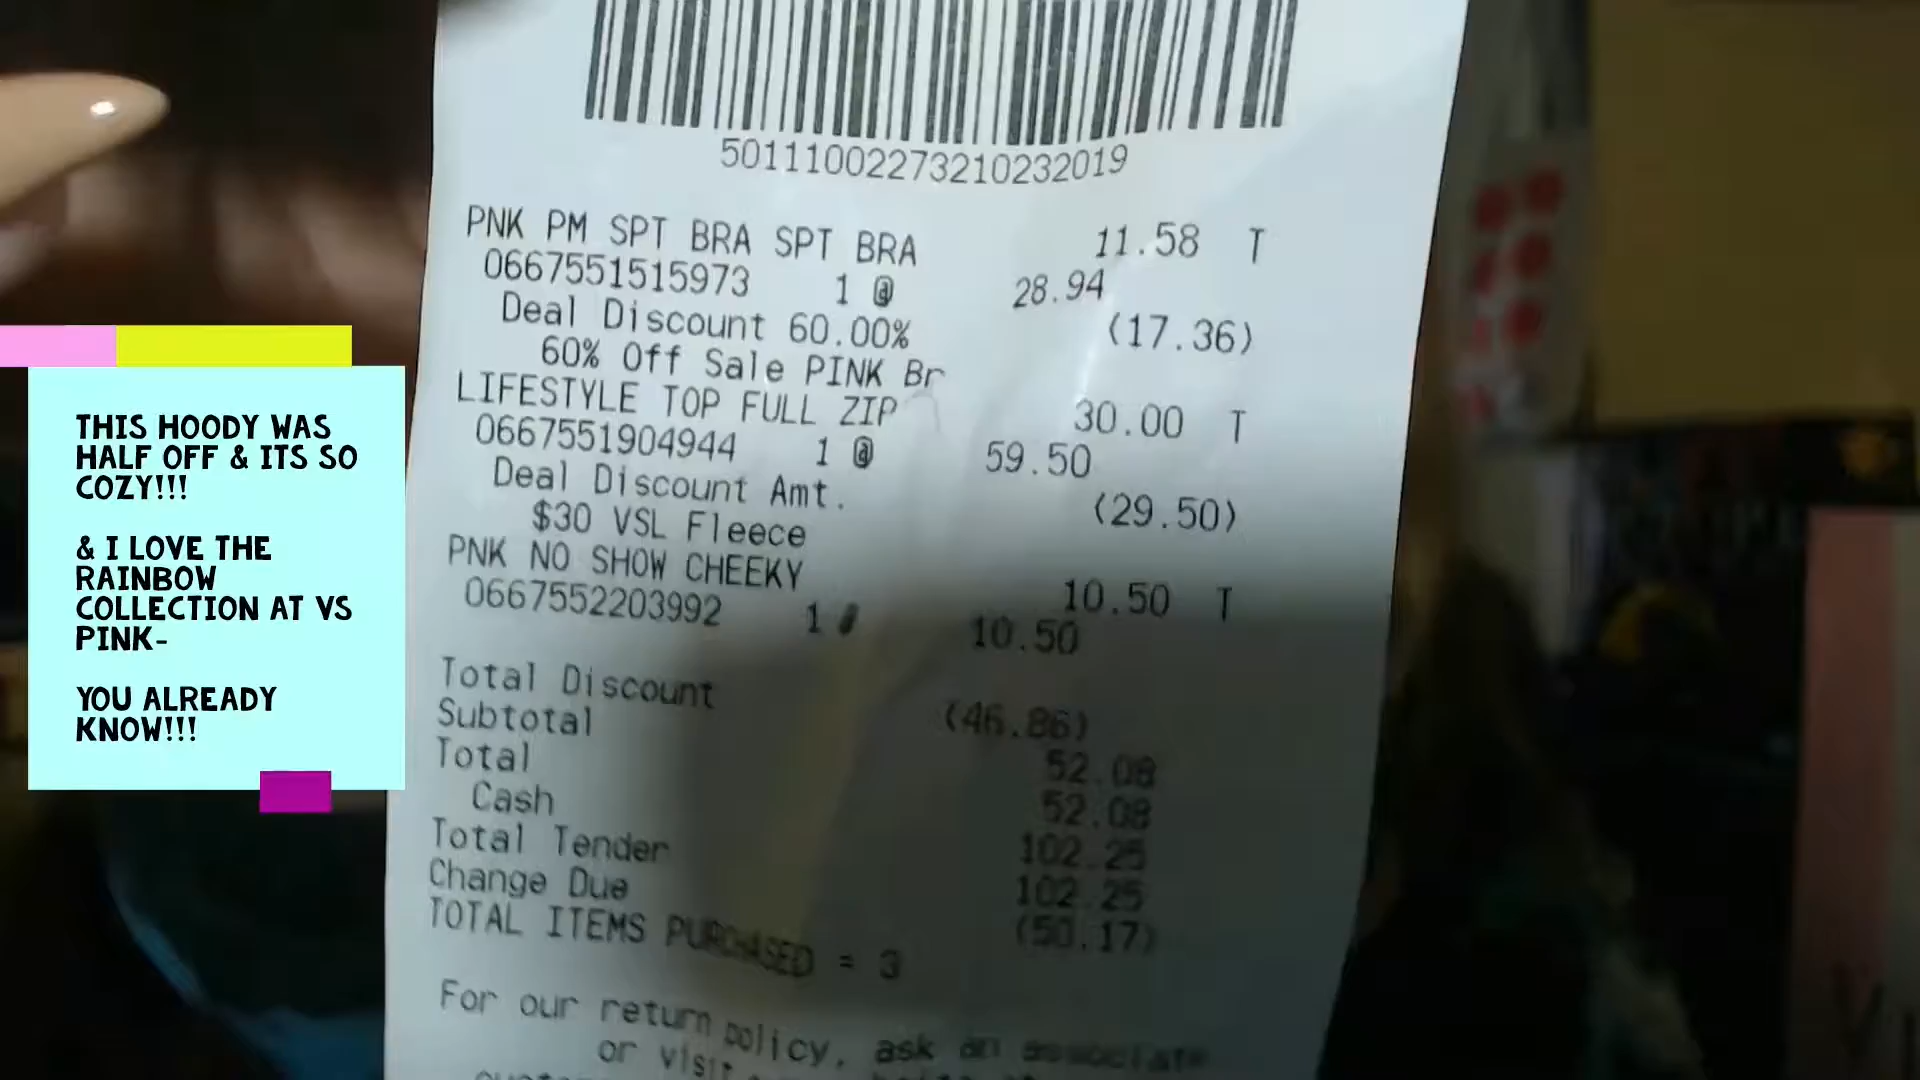 THIS HOODY WAS
HALF OFF & ITS SO
COZY!!!
& I LOVE THE
RAINBOW
COLLECTION AT VS
PINK-
YOU ALREADY
KNOW!!!
50111002273210232019
PNK PM SPT BRA SPT BRA 11.58 T
0667551515973 1 @ 28.94
Deal Discount 60.00% (17.36)
60% Off Sale PINK Br
LIFESTYLE TOP FULL ZIP 30.00 T
0667551904944 1 @ 59.50
Deal Discount Amt. (29.50)
$30 VSL Fleece
PNK NO SHOW CHEEKY 10.50 T
0667552203992 1 @ 10.50
Total Discount (46.86)
Subtotal 52.08
Total 52.08
Cash 102.25
Total Tender 102.25
Change Due (50.17)
TOTAL ITEMS PURCHASED = 3
For our return policy, ask an associate
or visit